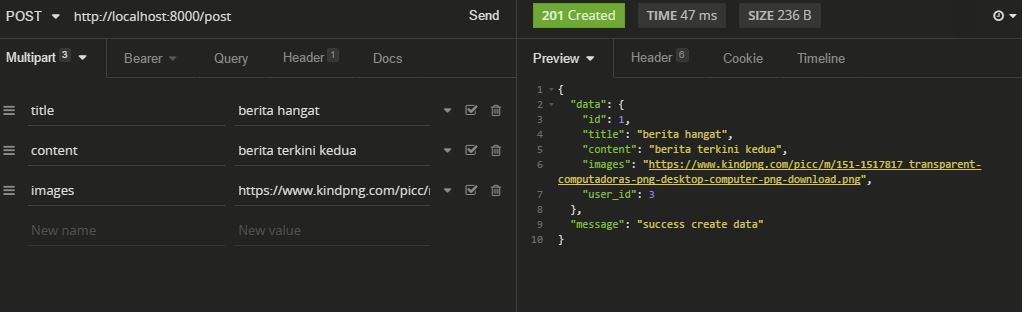 POST http://localhost:8000/post Send
201 Created TIME 47 ms SIZE 236 B
Multipart 3 Bearer Query Header 1 Docs
Preview Header 6 Cookie Timeline
title berita hangat
content berita terkini kedua
images https://www.kindpng.com/picc/
New name New value
1 {
2 "data": {
3 "id": 1,
4 "title": "berita hangat",
5 "content": "berita terkini kedua",
6 "images": "https://www.kindpng.com/picc/m/151-1517817_transparent-
computadoras-png-desktop-computer-png-download.png",
7 "user_id": 3
8 },
9 "message": "success create data"
10 }